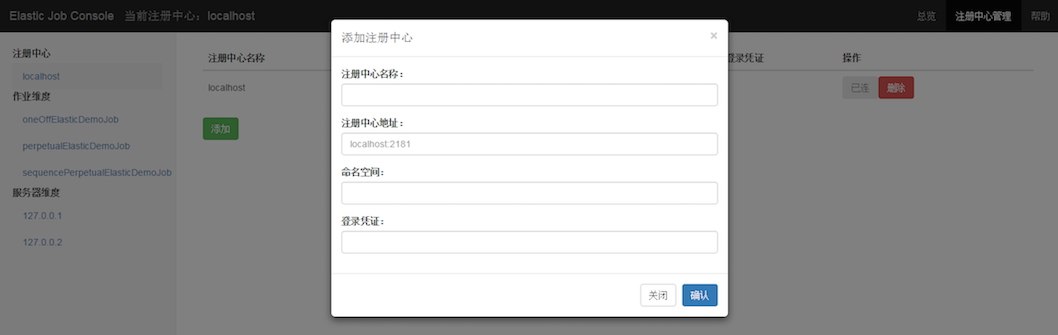 Elastic Job Console 当前注册中心：localhost
总览 注册中心管理 帮助
注册中心
localhost
作业维度
oneOffElasticDemoJob
perpetualElasticDemoJob
sequencePerpetualElasticDemoJob
服务器维度
127.0.0.1
127.0.0.2
注册中心名称 登录凭证 操作
localhost 已连 删除
添加
添加注册中心 ×
注册中心名称：
注册中心地址：
localhost:2181
命名空间：
登录凭证：
关闭 确认